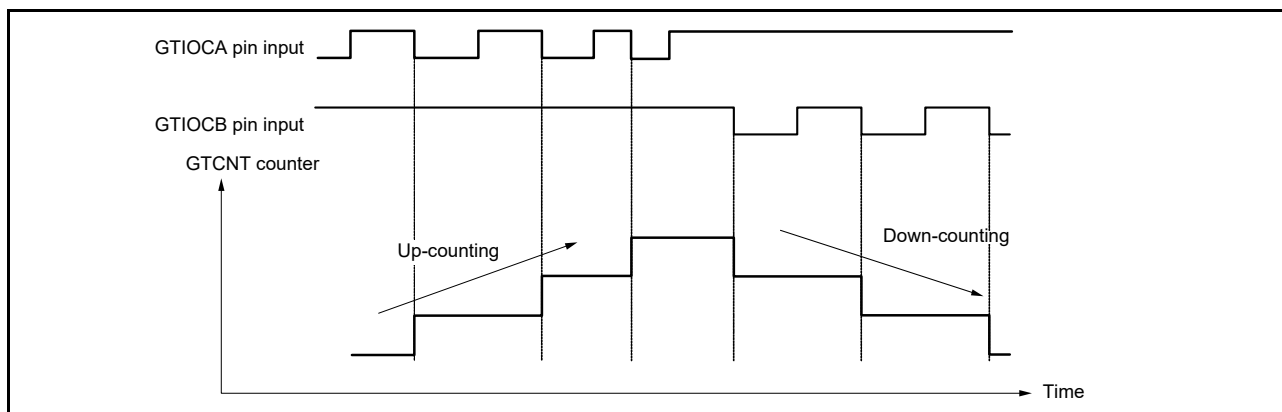 GTIOCA pin input
GTIOCB pin input
GTCNT counter
Up-counting
Down-counting
Time